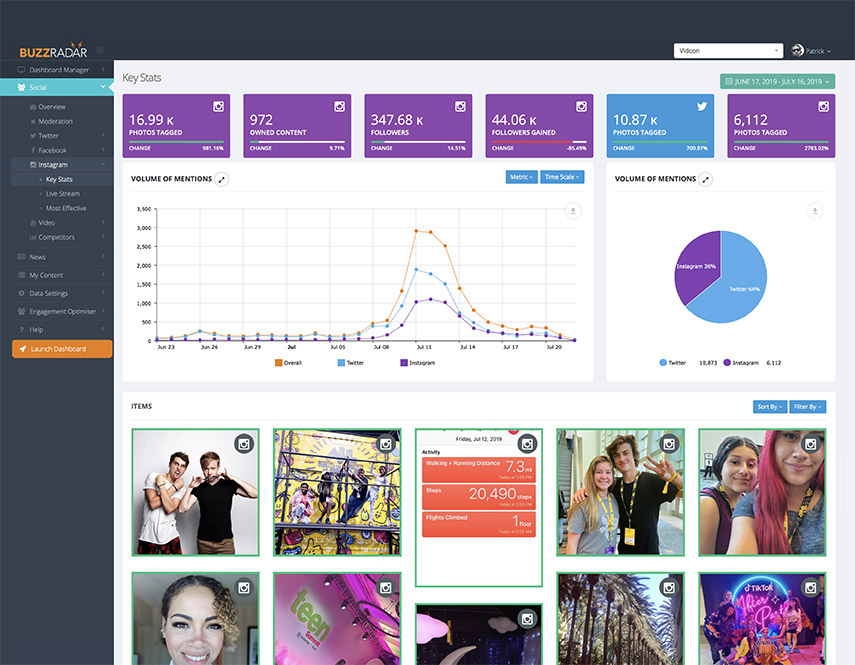 BUZZRADAR
Vidcon
Patrick
Dashboard Manager
Social
Overview
Moderation
Twitter
Facebook
Instagram
Key Stats
Live Stream
Most Effective
Video
Competitors
News
My Content
Data Settings
Engagement Optimiser
? Help
Launch Dashboard
Key Stats
JUNE 17, 2019 - JULY 16, 2019
16.99 K
PHOTOS TAGGED
CHANGE 981.16%
972
OWNED CONTENT
CHANGE 9.71%
347.68 K
FOLLOWERS
CHANGE 14.51%
44.06 K
FOLLOWERS GAINED
CHANGE -85.49%
10.87 K
PHOTOS TAGGED
CHANGE 703.07%
6,112
PHOTOS TAGGED
CHANGE 2783.02%
VOLUME OF MENTIONS
Metric
Time Scale
3,500
3,000
2,500
2,000
1,500
1,000
500
0
Jun 23 Jun 26 Jun 29 Jul Jul 05 Jul 08 Jul 11 Jul 14 Jul 17 Jul 20
Overall Twitter Instagram
VOLUME OF MENTIONS
Instagram 36%
Twitter 64%
Twitter 10,873 Instagram 6,112
ITEMS
Sort By
Filter By
Friday, Jul 12, 2019
Activity
Walking + Running Distance
7.3 mi
Steps
20,490 steps
Flights Climbed
1 floor
teen
TikTok
After
Party